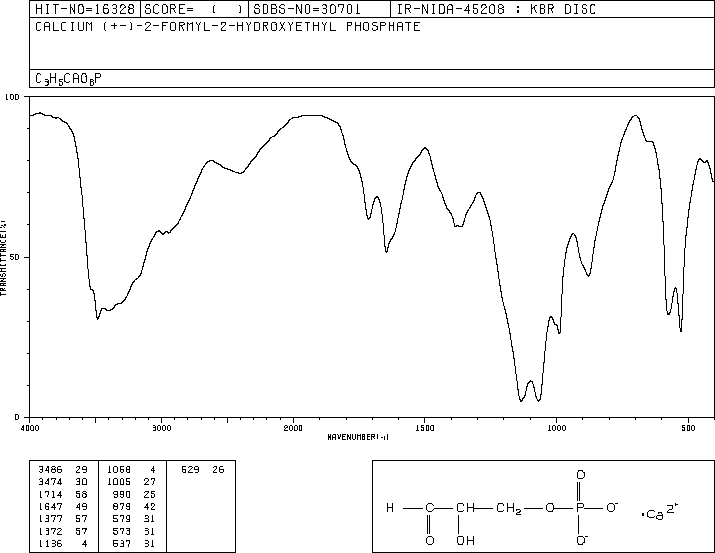 HIT-NO=16328 SCORE= ( ) SDBS-NO=30701 IR-NIDA-45208 : KBR DISC
CALCIUM (+-)-2-FORMYL-2-HYDROXYETHYL PHOSPHATE
C3H5CAO6P
100
50
0
TRANSMITTANCE(%)
4000 3000 2000 1500 1000 500
WAVENUMBER(-1)
3486 29 1068 4 529 26
3474 30 1005 27
1714 58 990 25
1647 49 879 42
1377 57 579 31
1372 57 573 31
1136 4 537 31
O
H C CH CH2 O P O- ·Ca2+
O OH O-